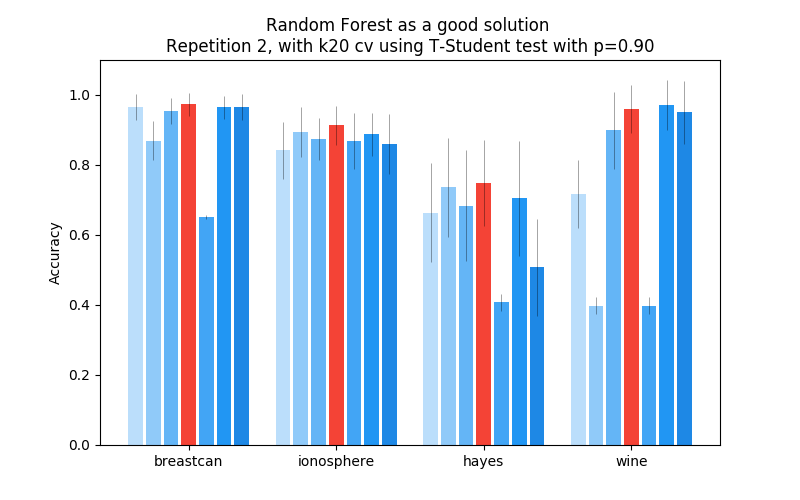 Random Forest as a good solution
Repetition 2, with k20 cv using T-Student test with p=0.90
1.0
0.8
0.6
0.4
0.2
0.0
Accuracy
breastcan
ionosphere
hayes
wine